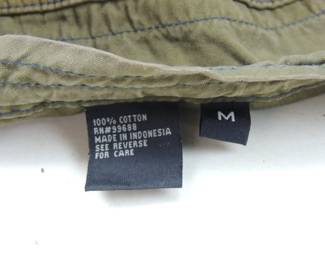 100% COTTON
RN#99688
MADE IN INDONESIA
SEE REVERSE
FOR CARE
M